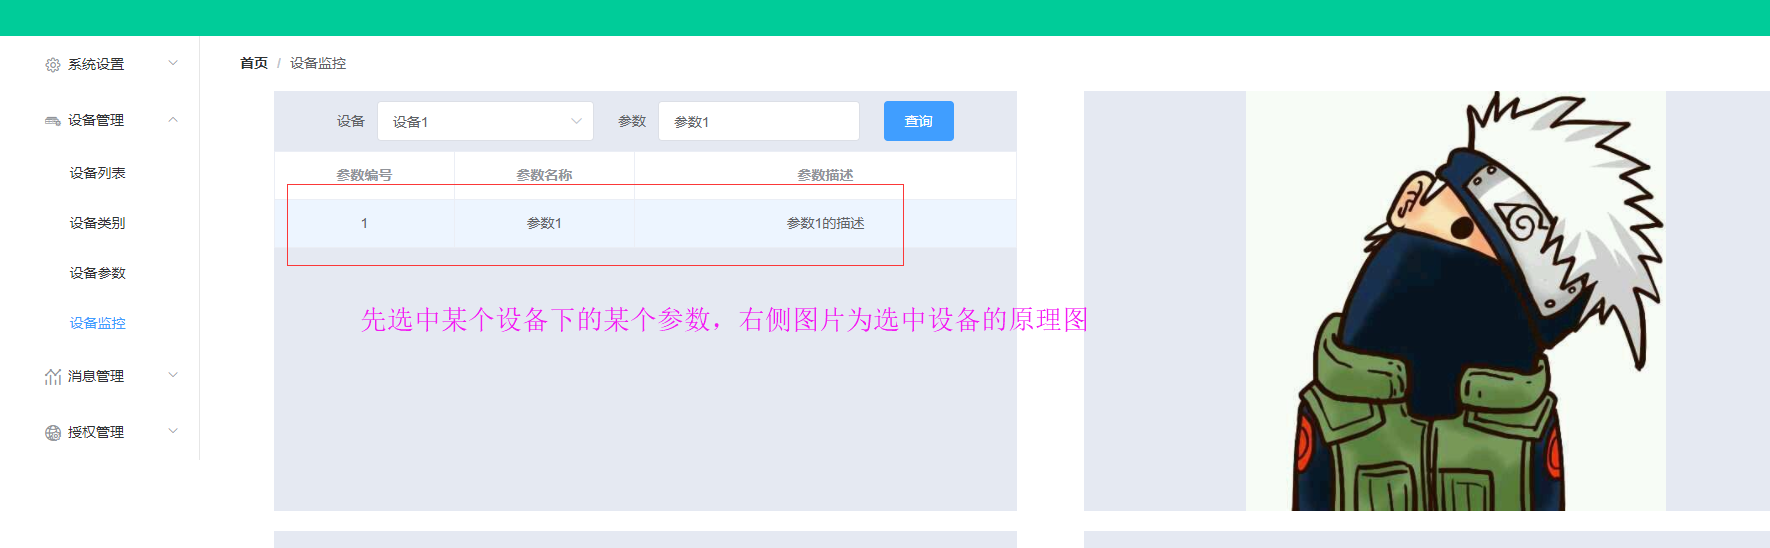 系统设置
设备管理
设备列表
设备类别
设备参数
设备监控
消息管理
授权管理
首页 / 设备监控
设备 设备1 参数 参数1 查询
参数编号 参数名称 参数描述
1 参数1 参数1的描述
先选中某个设备下的某个参数，右侧图片为选中设备的原理图